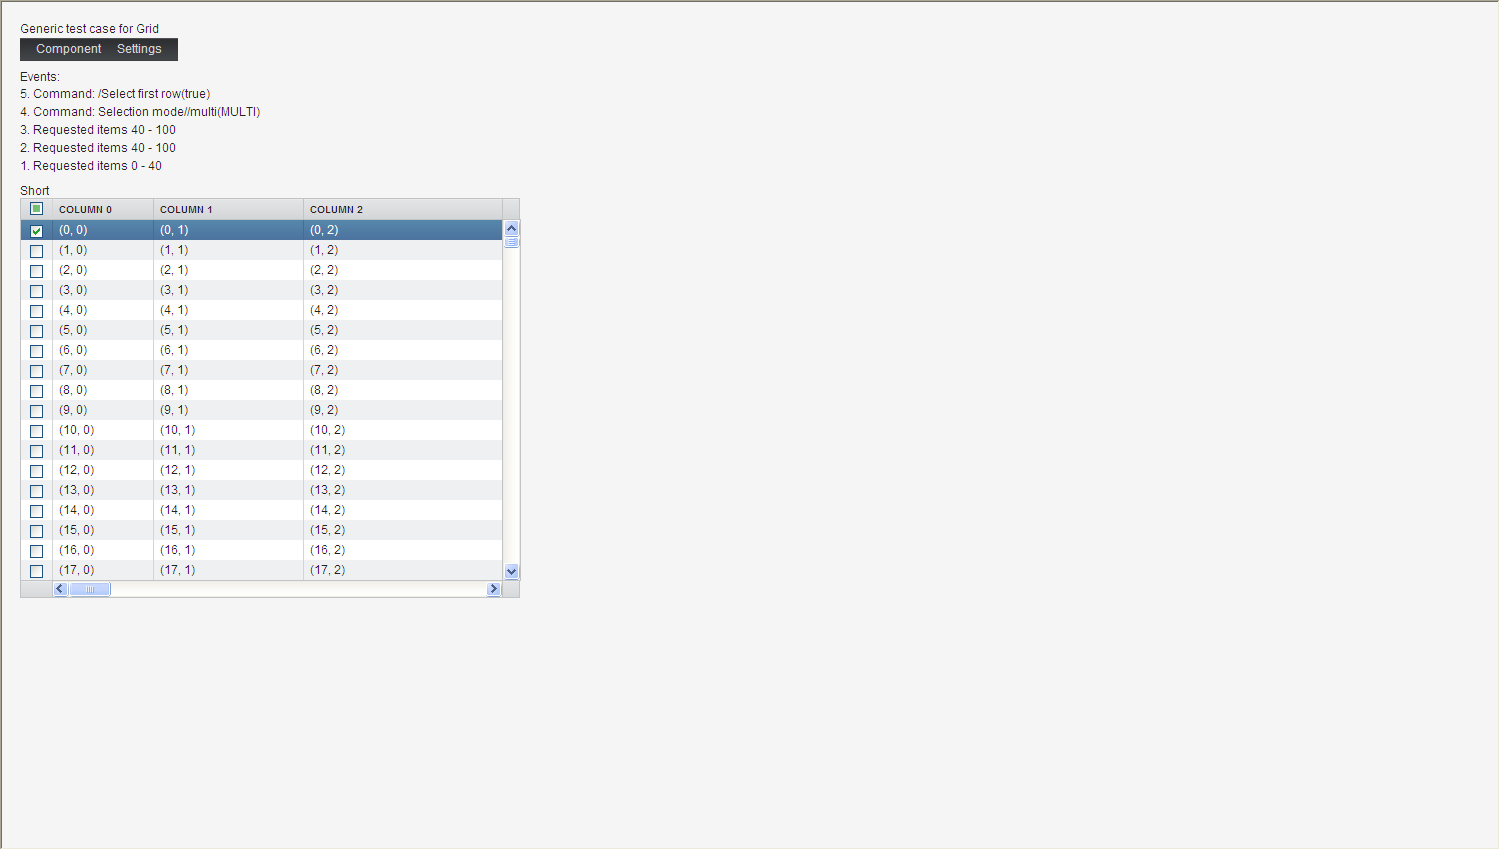 Generic test case for Grid
Component Settings
Events:
5. Command: /Select first row(true)
4. Command: Selection mode//multi(MULTI)
3. Requested items 40 - 100
2. Requested items 40 - 100
1. Requested items 0 - 40
Short
COLUMN 0 COLUMN 1 COLUMN 2
(0, 0) (0, 1) (0, 2)
(1, 0) (1, 1) (1, 2)
(2, 0) (2, 1) (2, 2)
(3, 0) (3, 1) (3, 2)
(4, 0) (4, 1) (4, 2)
(5, 0) (5, 1) (5, 2)
(6, 0) (6, 1) (6, 2)
(7, 0) (7, 1) (7, 2)
(8, 0) (8, 1) (8, 2)
(9, 0) (9, 1) (9, 2)
(10, 0) (10, 1) (10, 2)
(11, 0) (11, 1) (11, 2)
(12, 0) (12, 1) (12, 2)
(13, 0) (13, 1) (13, 2)
(14, 0) (14, 1) (14, 2)
(15, 0) (15, 1) (15, 2)
(16, 0) (16, 1) (16, 2)
(17, 0) (17, 1) (17, 2)